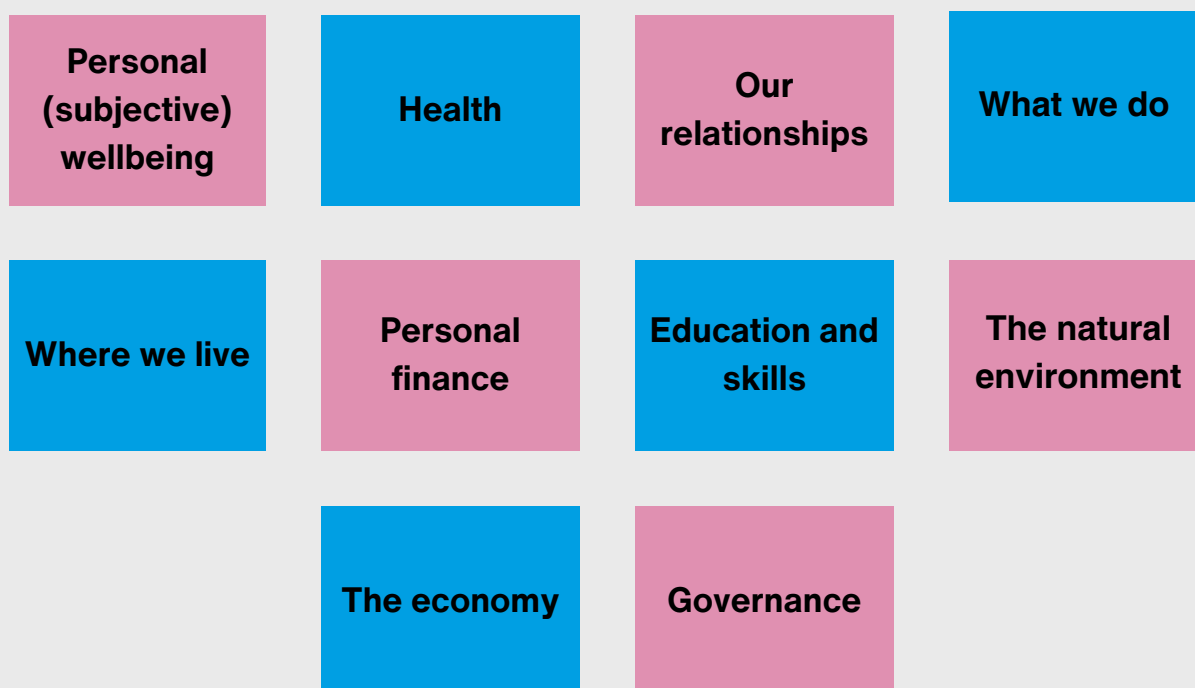 Personal
(subjective)
wellbeing
Health
Our
relationships
What we do
Where we live
Personal
finance
Education and
skills
The natural
environment
The economy
Governance